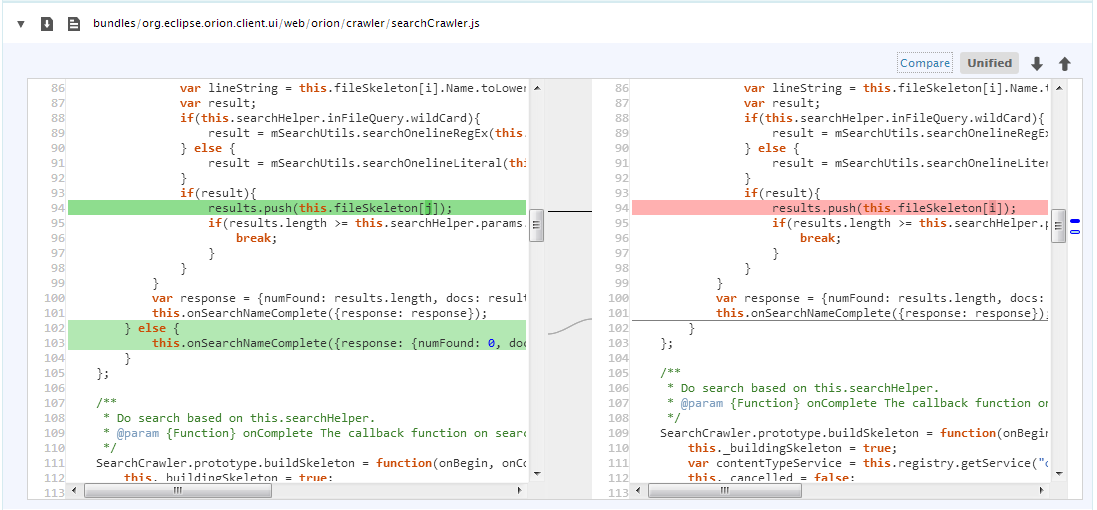 bundles/org.eclipse.orion.client.ui/web/orion/crawler/searchCrawler.js
Compare Unified
86 var lineString = this.fileSkeleton[i].Name.toLower
87 var result;
88 if(this.searchHelper.inFileQuery.wildCard){
89 result = mSearchUtils.searchOnelineRegEx(this.
90 } else {
91 result = mSearchUtils.searchOnelineLiteral(thi
92 }
93 if(result){
94 results.push(this.fileSkeleton[j]);
95 if(results.length >= this.searchHelper.params.
96 break;
97 }
98 }
99 }
100 var response = {numFound: results.length, docs: result
101 this.onSearchNameComplete({response: response});
102 } else {
103 this.onSearchNameComplete({response: {numFound: 0, doc
104 }
105 };
106
107 /**
108 * Do search based on this.searchHelper.
109 * @param {Function} onComplete The callback function on searc
110 */
111 SearchCrawler.prototype.buildSkeleton = function(onBegin, onCo
112 this._buildingSkeleton = true;
113
86 var lineString = this.fileSkeleton[i].Name.t
87 var result;
88 if(this.searchHelper.inFileQuery.wildCard){
89 result = mSearchUtils.searchOnelineRegEx
90 } else {
91 result = mSearchUtils.searchOnelineLiter
92 }
93 if(result){
94 results.push(this.fileSkeleton[i]);
95 if(results.length >= this.searchHelper.p
96 break;
97 }
98 }
99 }
100 var response = {numFound: results.length, docs:
101 this.onSearchNameComplete({response: response});
102 }
103 };
104
105 /**
106 * Do search based on this.searchHelper.
107 * @param {Function} onComplete The callback function on
108 */
109 SearchCrawler.prototype.buildSkeleton = function(onBegin
110 this._buildingSkeleton = true;
111 var contentTypeService = this.registry.getService("o
112 this._cancelled = false;
113